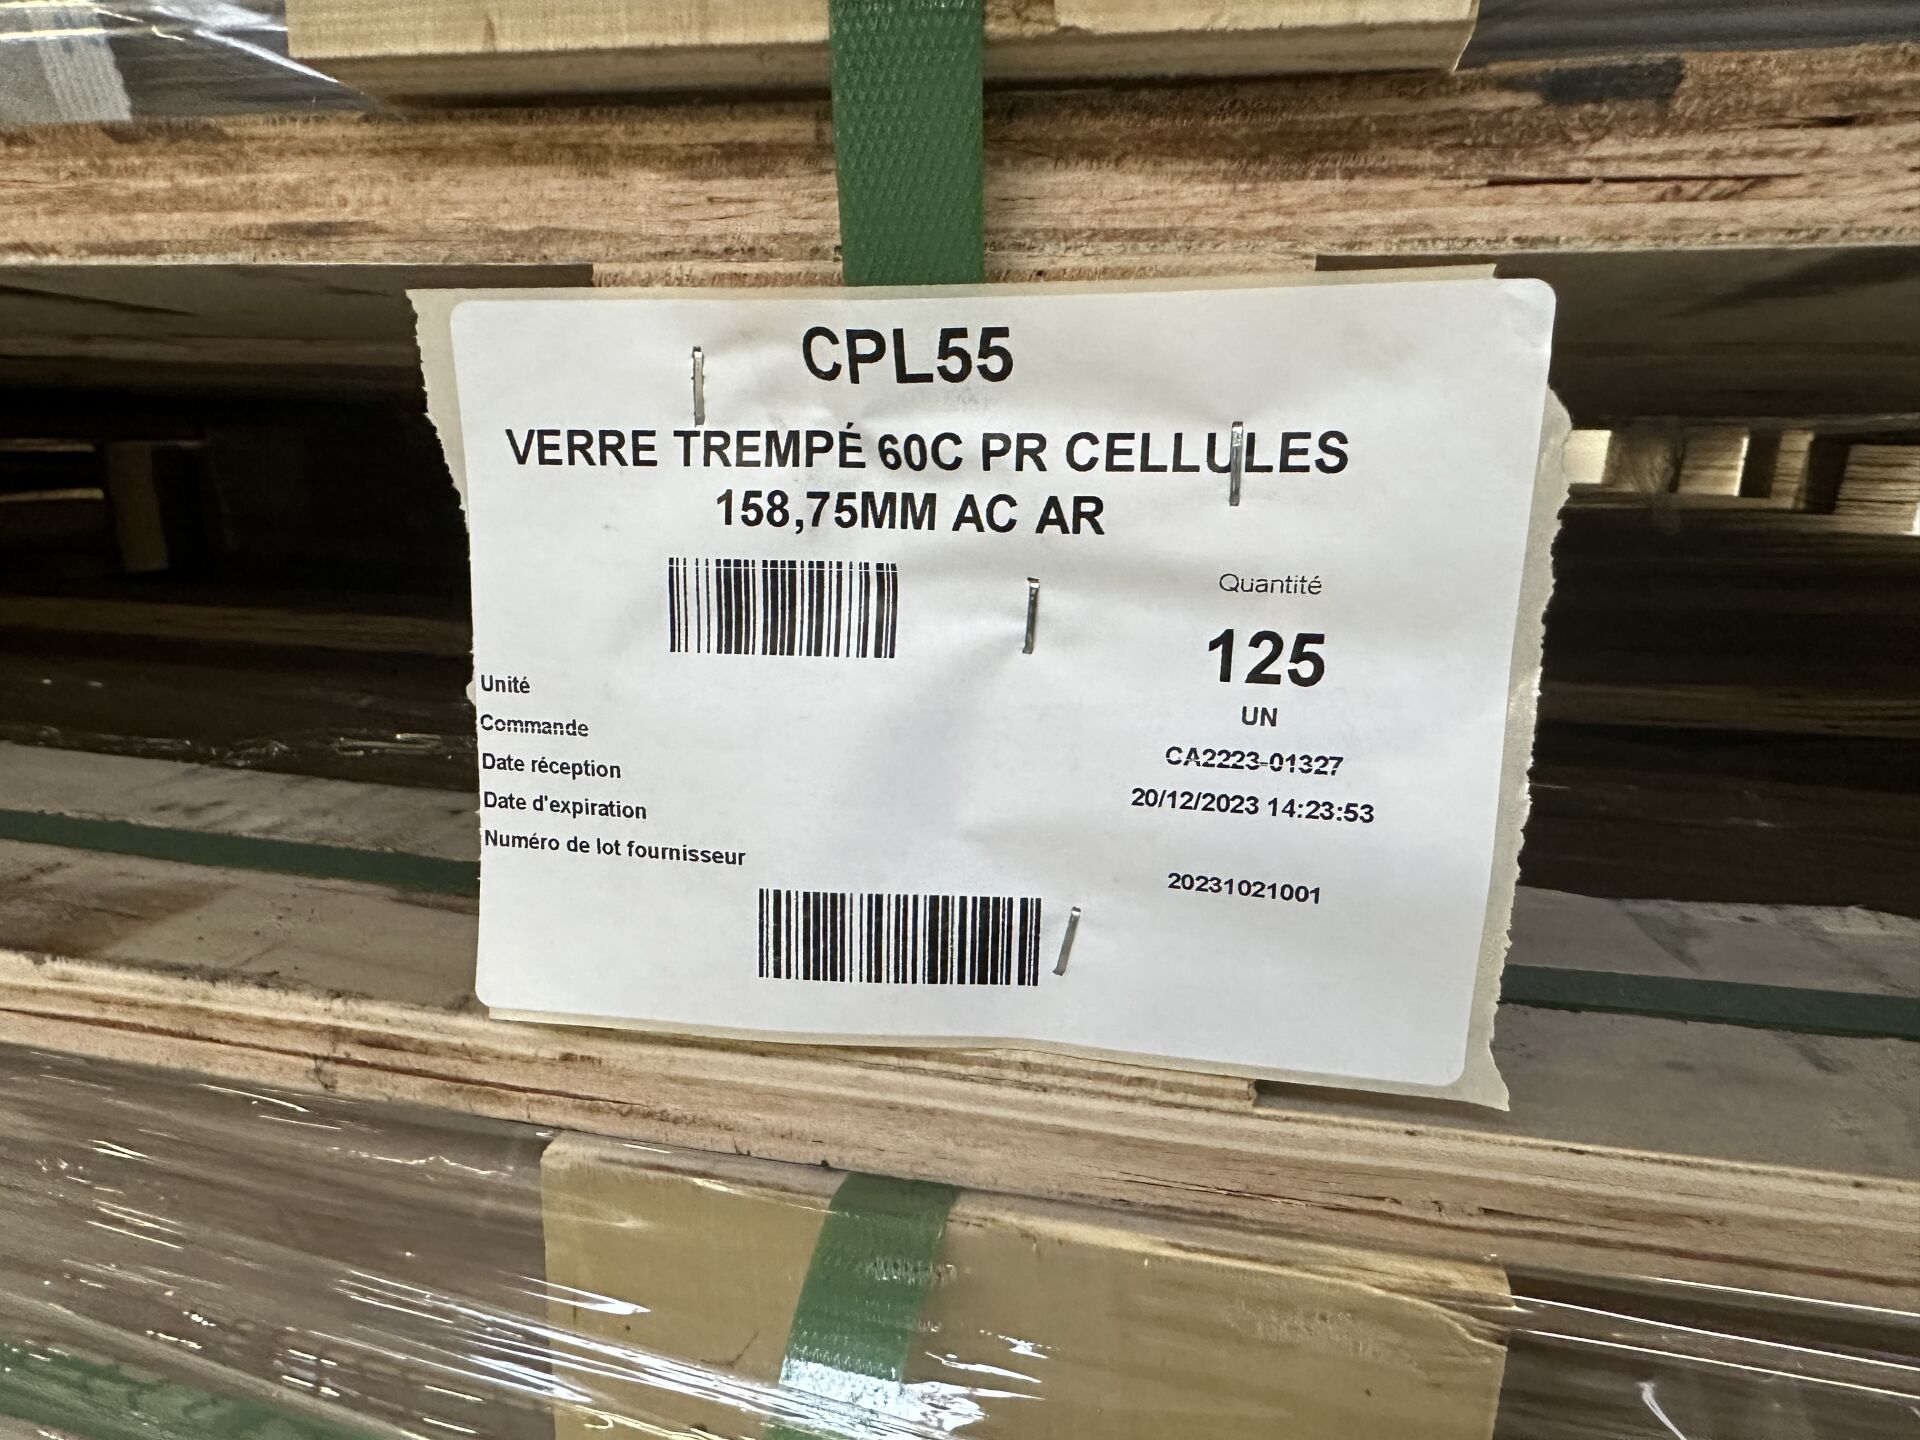 CPL55
VERRE TREMPÉ 60C PR CELLULES
158,75MM AC AR
Quantité
125
Unité UN
Commande CA2223-01327
Date réception 20/12/2023 14:23:53
Date d'expiration
Numéro de lot fournisseur 20231021001